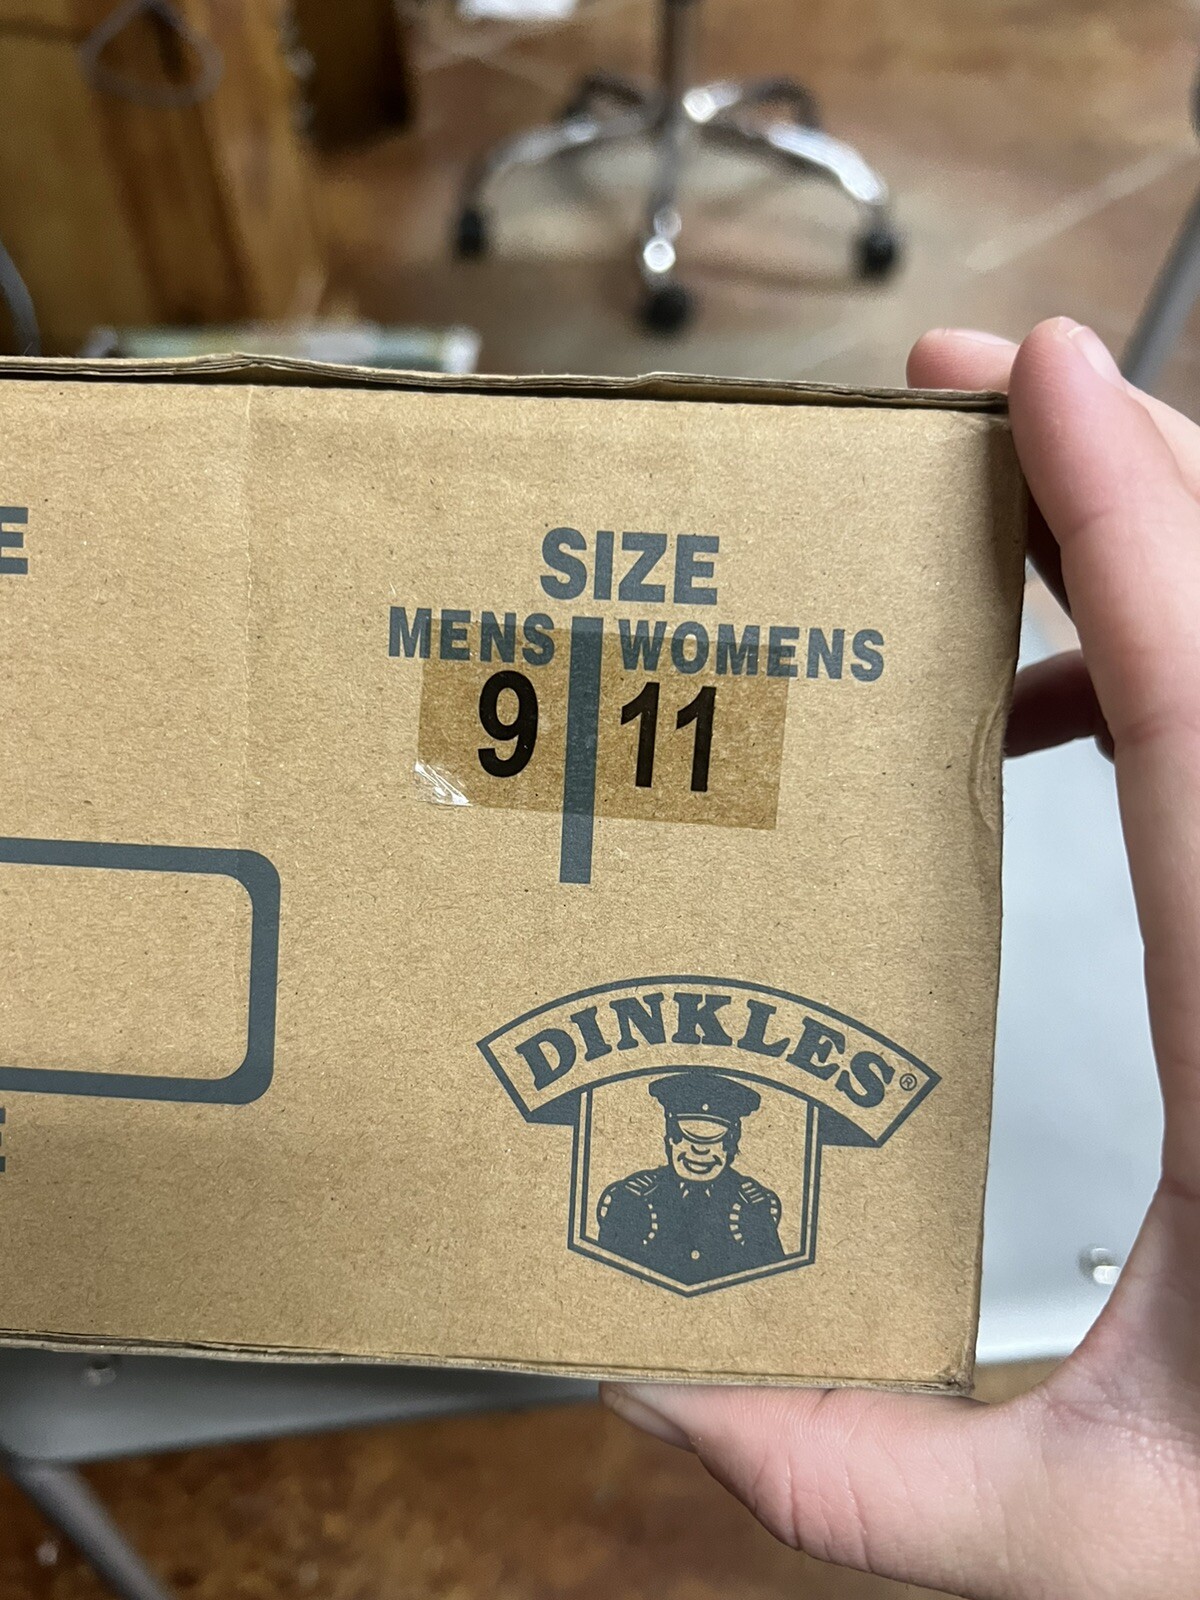 SIZE
MENS | WOMENS
9 | 11
DINKLES®